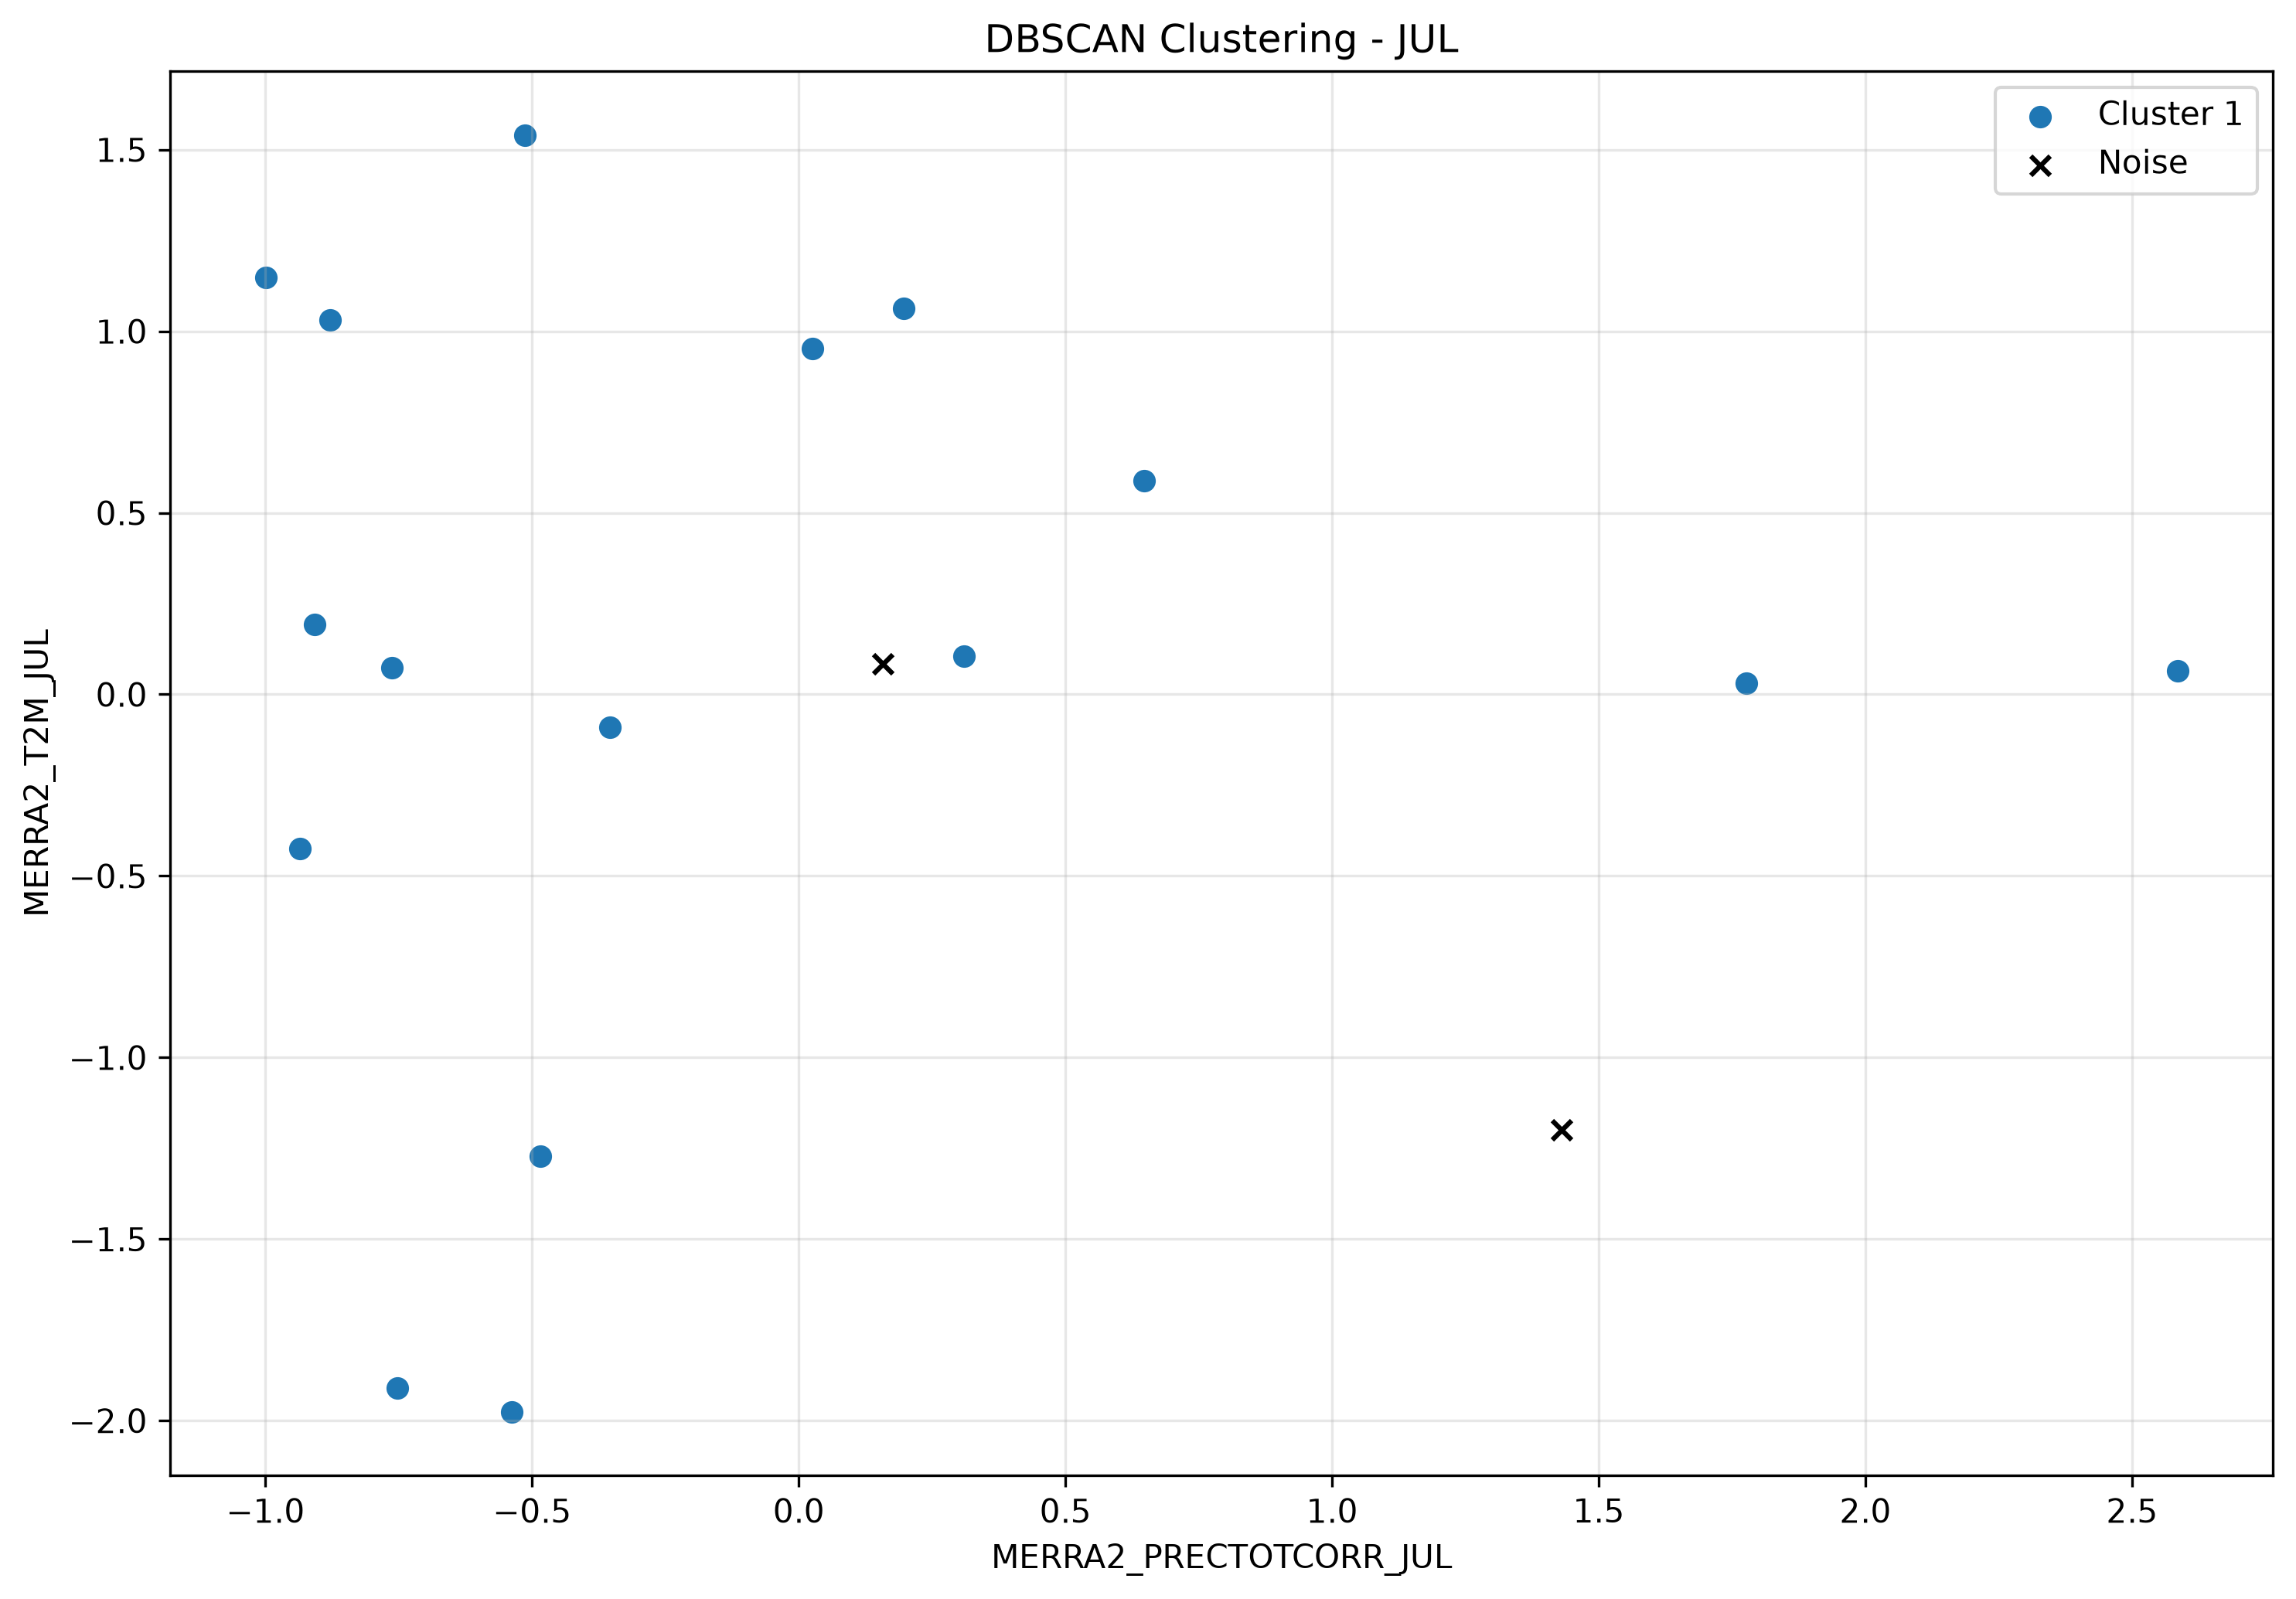 DBSCAN Clustering - JUL
Cluster 1
Noise
1.5
1.0
0.5
0.0
−0.5
−1.0
−1.5
−2.0
MERRA2_T2M_JUL
−1.0 −0.5 0.0 0.5 1.0 1.5 2.0 2.5
MERRA2_PRECTOTCORR_JUL